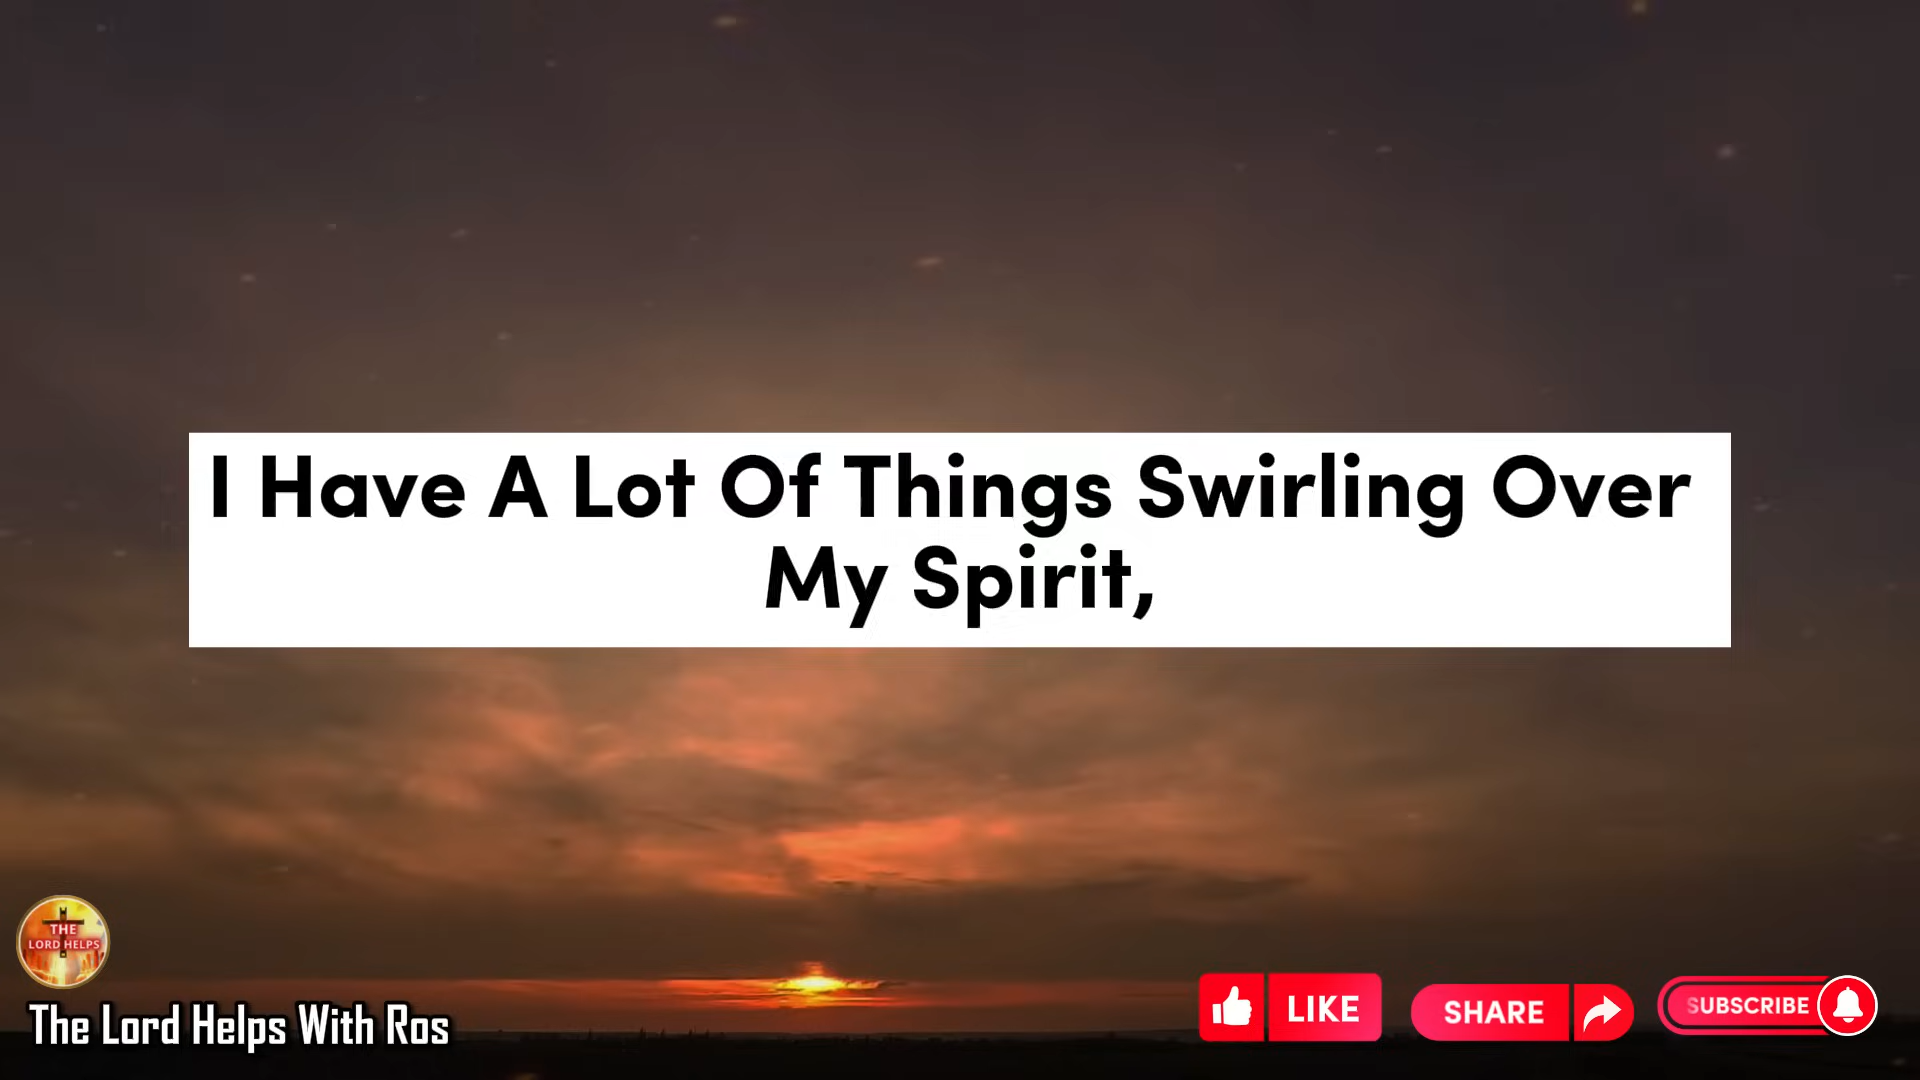 I Have A Lot Of Things Swirling Over
My Spirit,
THE
LORD HELPS
The Lord Helps With Ros
LIKE
SHARE
SUBSCRIBE